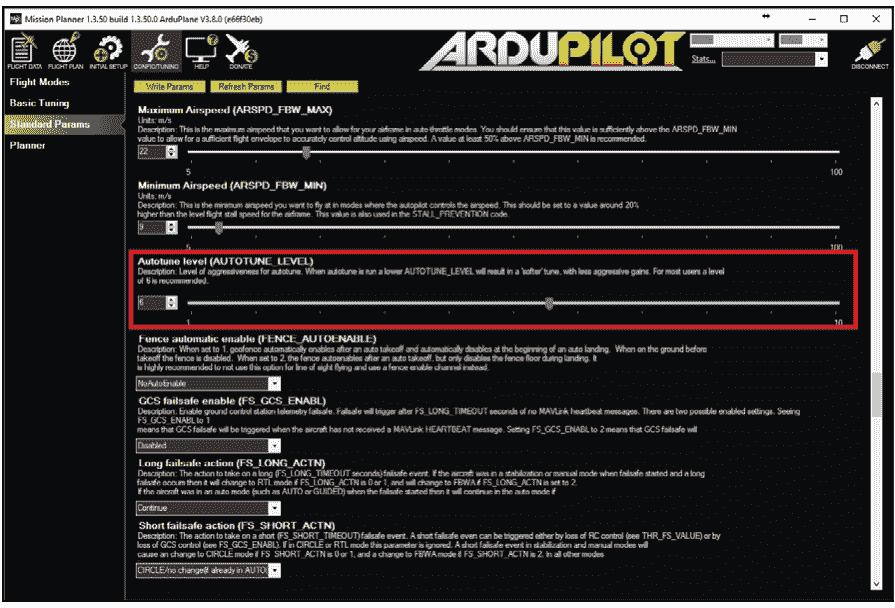 Mission Planner 1.3.50 build 1.3.50.0 ArduPlane V3.8.0 (e66f30eb)
FLIGHT DATA FLIGHT PLAN INITIAL SETUP CONFIG/TUNING HELP DONATE
ARDUPILOT
Stats...
DISCONNECT
Flight Modes
Basic Tuning
Standard Params
Planner
Write Params Refresh Params Find
Maximum Airspeed (ARSPD_FBW_MAX)
Units: m/s
Description: This is the maximum airspeed that you want to allow for your airframe in auto-throttle modes. You should ensure that this value is sufficiently above the ARSPD_FBW_MIN
value to allow for a sufficient flight envelope to accurately control altitude using airspeed. A value at least 50% above ARSPD_FBW_MIN is recommended.
22
5 100
Minimum Airspeed (ARSPD_FBW_MIN)
Units: m/s
Description: This is the minimum airspeed you want to fly at in modes where the autopilot controls the airspeed. This should be set to a value around 20%
higher than the level flight stall speed for the airframe. This value is also used in the STALL_PREVENTION code.
9
5 100
Autotune level (AUTOTUNE_LEVEL)
Description: Level of aggressiveness for autotune. When autotune is run a lower AUTOTUNE_LEVEL will result in a 'softer' tune, with less aggressive gains. For most users a level
of 6 is recommended.
6
1 10
Fence automatic enable (FENCE_AUTOENABLE)
Description: When set to 1, geofence automatically enables after an auto takeoff and automatically disables at the beginning of an auto landing. When on the ground before
takeoff the fence is disabled. When set to 2, the fence autoenables after an auto takeoff, but only disables the fence floor during landing. It
is highly recommended to not use this option for line of sight flying and use a fence enable channel instead.
NoAutoEnable
GCS failsafe enable (FS_GCS_ENABL)
Description: Enable ground control station telemetry failsafe. Failsafe will trigger after FS_LONG_TIMEOUT seconds of no MAVLink heartbeat messages. There are two possible enabled settings. Seeing
FS_GCS_ENABL to 1
means that GCS failsafe will be triggered when the aircraft has not received a MAVLink HEARTBEAT message. Setting FS_GCS_ENABL to 2 means that GCS failsafe will
Disabled
Long failsafe action (FS_LONG_ACTN)
Description: The action to take on a long (FS_LONG_TIMEOUT seconds) failsafe event. If the aircraft was in a stabilization or manual mode when failsafe started and a long
failsafe occurs then it will change to RTL mode if FS_LONG_ACTN is 0 or 1, and will change to FBWA if FS_LONG_ACTN is set to 2.
If the aircraft was in an auto mode (such as AUTO or GUIDED) when the failsafe started then it will continue in the auto mode if
Continue
Short failsafe action (FS_SHORT_ACTN)
Description: The action to take on a short (FS_SHORT_TIMEOUT) failsafe event. A short failsafe even can be triggered either by loss of RC control (see THR_FS_VALUE) or by
loss of GCS control (see FS_GCS_ENABL). If in CIRCLE or RTL mode this parameter is ignored. A short failsafe event in stabilization and manual modes will
cause an change to CIRCLE mode if FS_SHORT_ACTN is 0 or 1, and a change to FBWA mode if FS_SHORT_ACTN is 2. In all other modes
CIRCLE/no change(if already in AUTO|